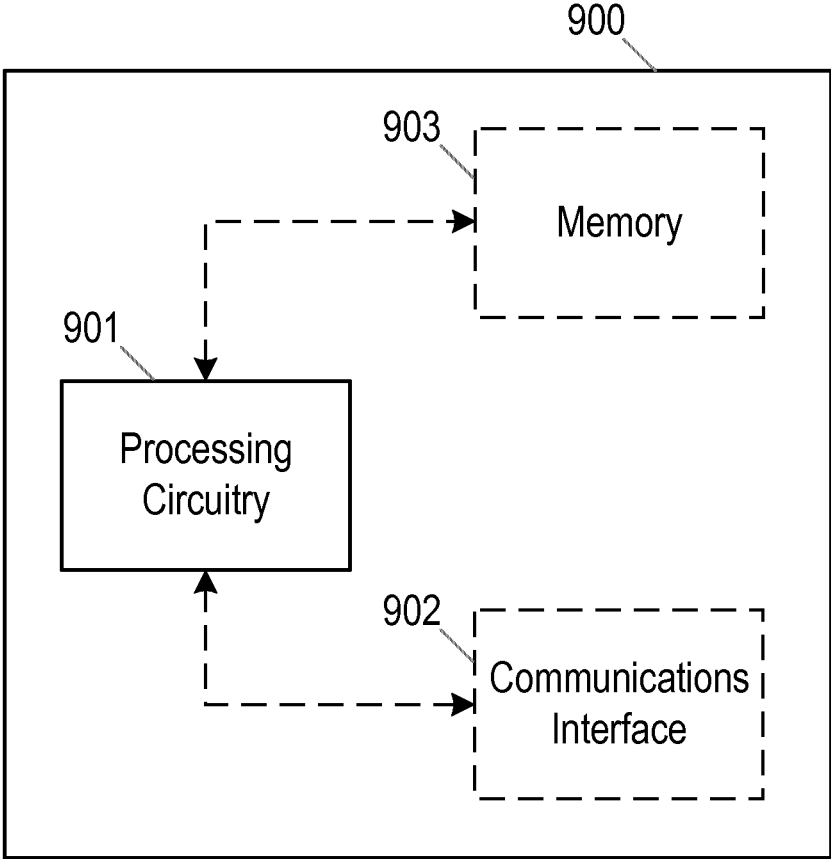 900
903
Memory
901
Processing
Circuitry
902
Communications
Interface